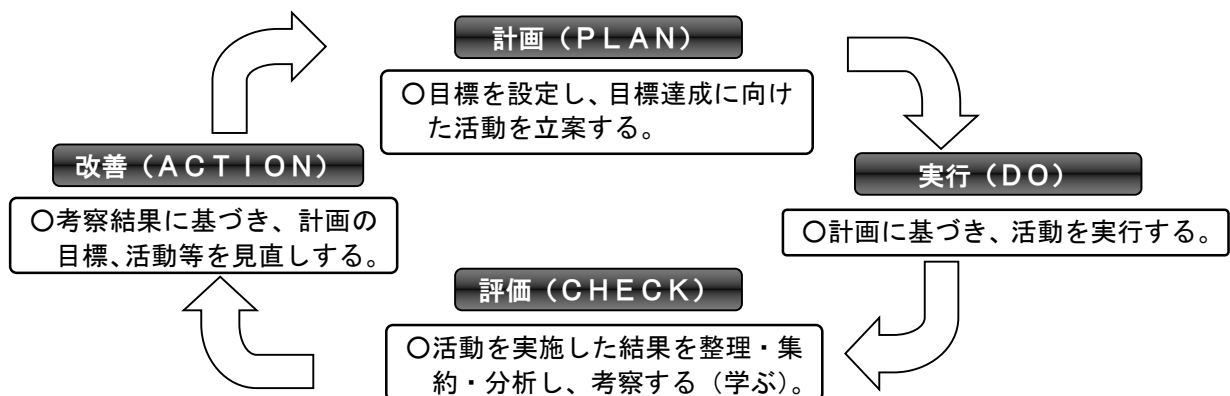 計画（ＰＬＡＮ）
〇目標を設定し、目標達成に向け
た活動を立案する。
実行（ＤＯ）
〇計画に基づき、活動を実行する。
評価（ＣＨＥＣＫ）
〇活動を実施した結果を整理・集
約・分析し、考察する（学ぶ）。
改善（ＡＣＴＩＯＮ）
〇考察結果に基づき、計画の
目標、活動等を見直しする。